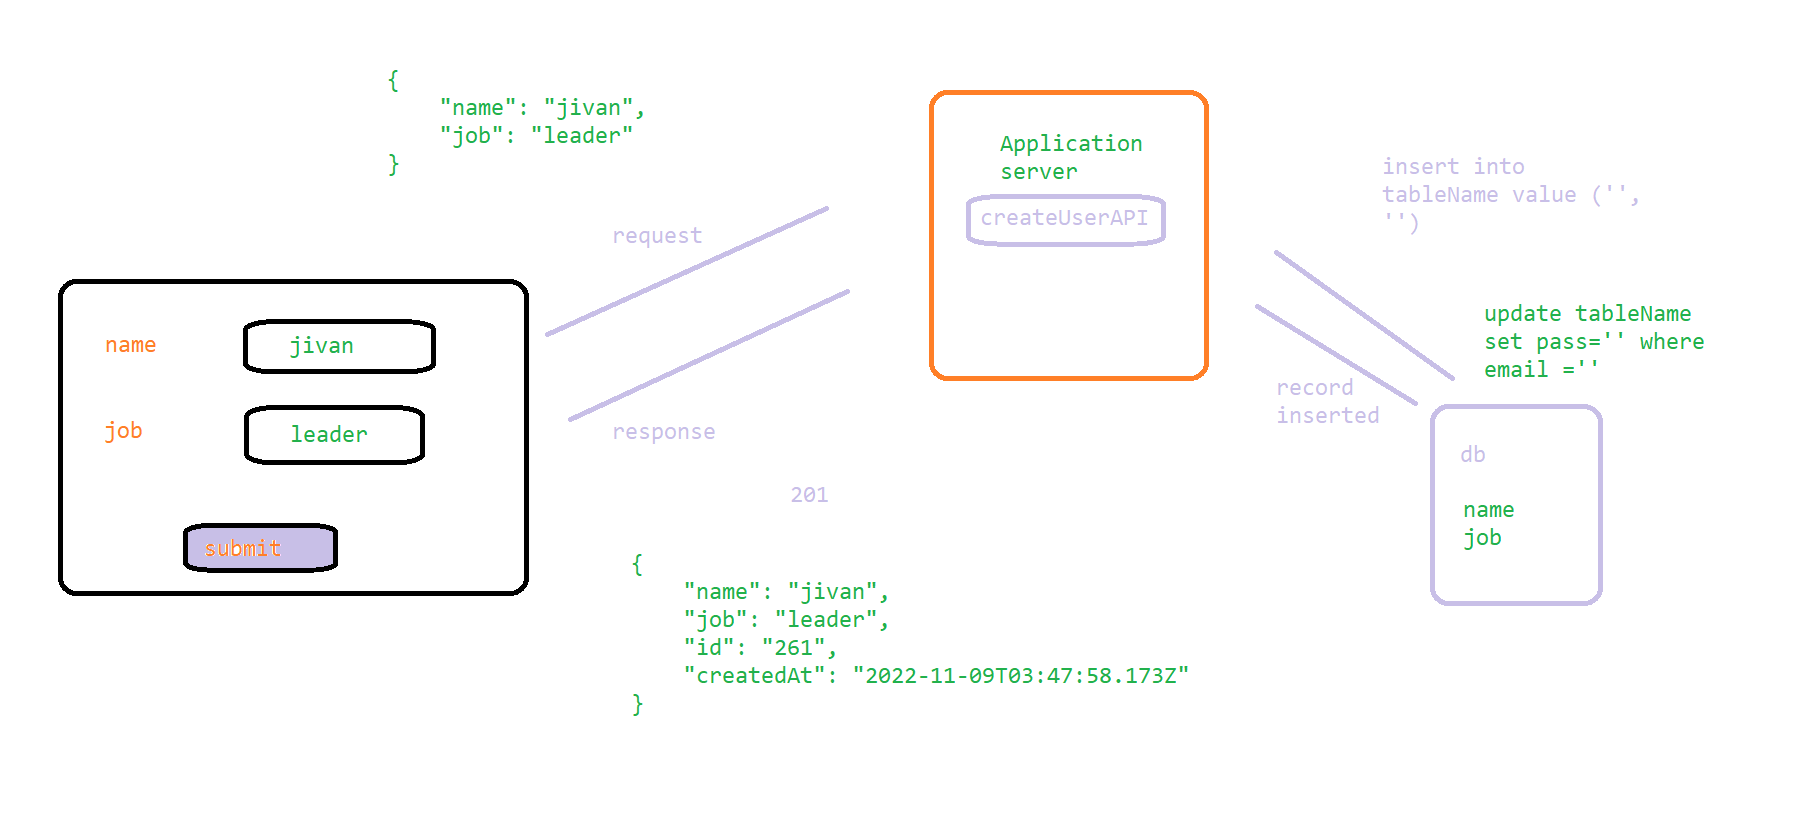 {
    "name": "jivan",
    "job": "leader"
}
request
name
jivan
job
leader
submit
response
201
{
    "name": "jivan",
    "job": "leader",
    "id": "261",
    "createdAt": "2022-11-09T03:47:58.173Z"
}
Application
server
createUserAPI
insert into
tableName value ('',
'')
update tableName
set pass='' where
email =''
record
inserted
db
name
job